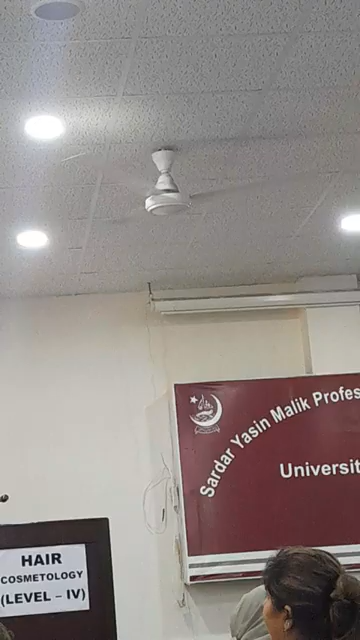 Sardar Yasin Malik Profes
Universit
HAIR
COSMETOLOGY
(LEVEL – IV)